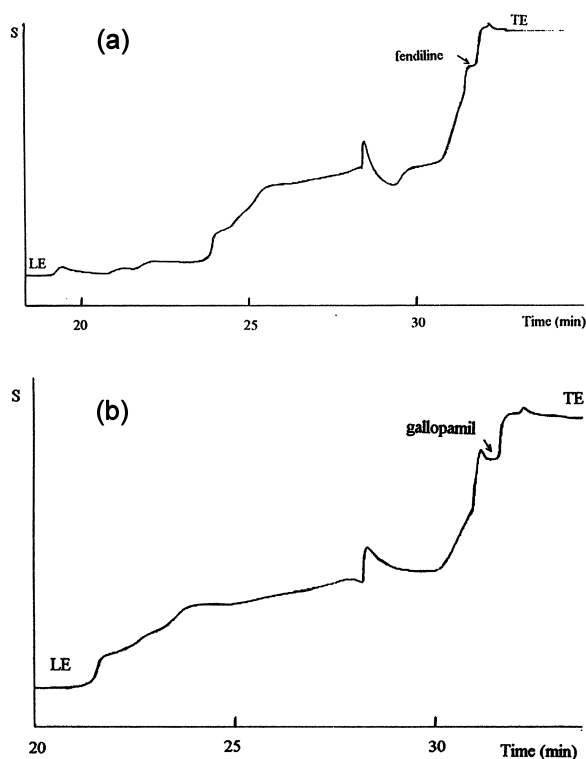 S
(a)
TE
fendiline
LE
20
25
30
Time (min)
S
(b)
TE
gallopamil
LE
20
25
30
Time (min)